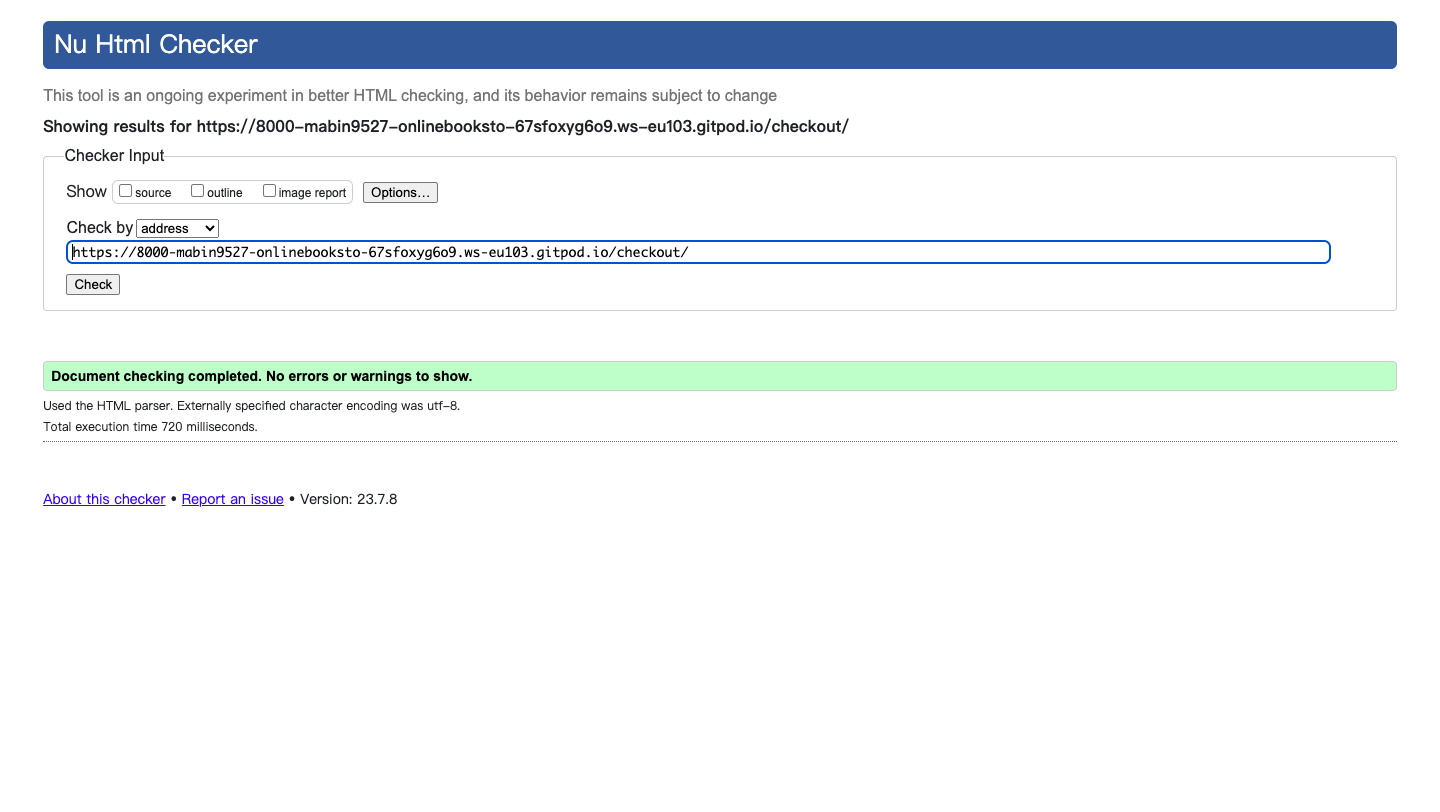 Nu Html Checker
This tool is an ongoing experiment in better HTML checking, and its behavior remains subject to change
Showing results for https://8000-mabin9527-onlinebooksto-67sfoxyg6o9.ws-eu103.gitpod.io/checkout/
Checker Input
Show source outline image report Options...
Check by address
https://8000-mabin9527-onlinebooksto-67sfoxyg6o9.ws-eu103.gitpod.io/checkout/
Check
Document checking completed. No errors or warnings to show.
Used the HTML parser. Externally specified character encoding was utf-8.
Total execution time 720 milliseconds.
About this checker • Report an issue • Version: 23.7.8